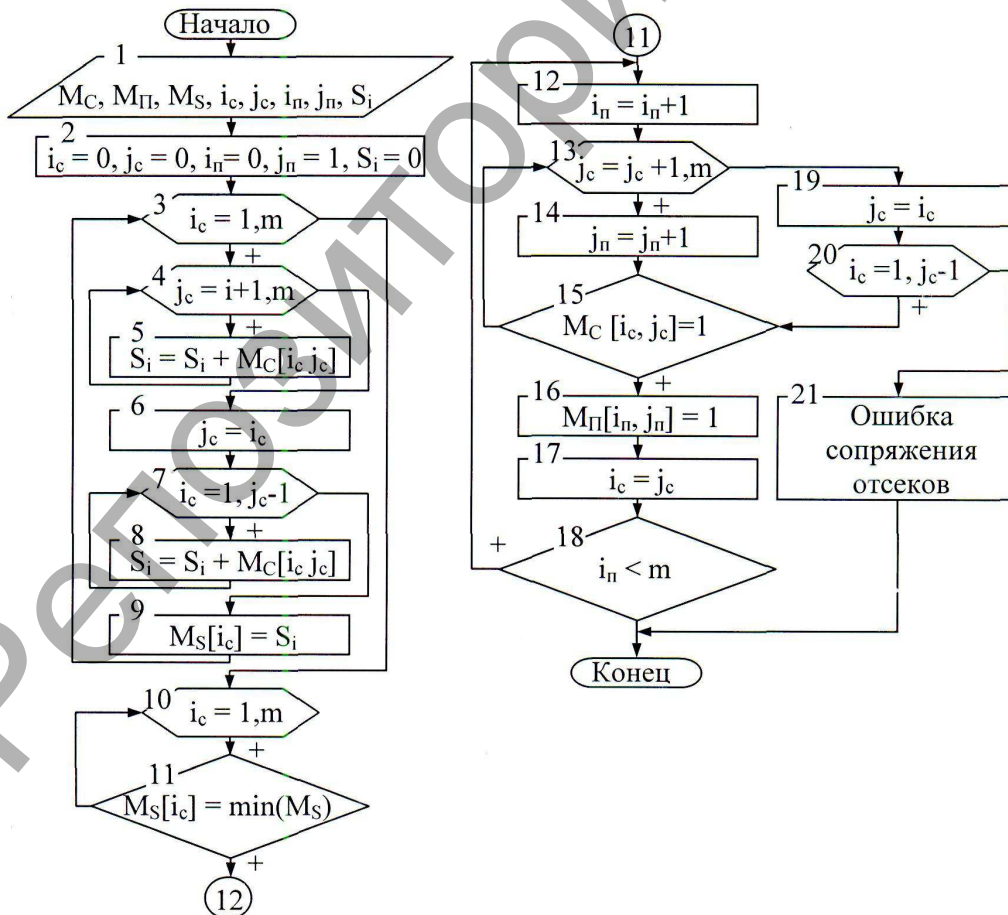 Начало
1
M_C, M_П, M_S, i_c, j_c, i_п, j_п, S_i
2
i_c = 0, j_c = 0, i_п= 0, j_п = 1, S_i = 0
3
i_c = 1,m
+
4
j_c = i+1,m
+
5
S_i = S_i + M_C[i_c j_c]
6
j_c = i_c
7
i_c =1, j_c-1
+
8
S_i = S_i + M_C[i_c j_c]
9
M_S[i_c] = S_i
10
i_c = 1,m
+
11
M_S[i_c] = min(M_S)
+
12
11
12
i_п = i_п+1
13
j_c = j_c +1,m
+
14
j_п = j_п+1
15
M_C [i_c, j_c]=1
+
16
M_П[i_п, j_п] = 1
17
i_c = j_c
18
+
i_п < m
Конец
19
j_c = i_c
20
i_c =1, j_c-1
+
21
Ошибка
сопряжения
отсеков